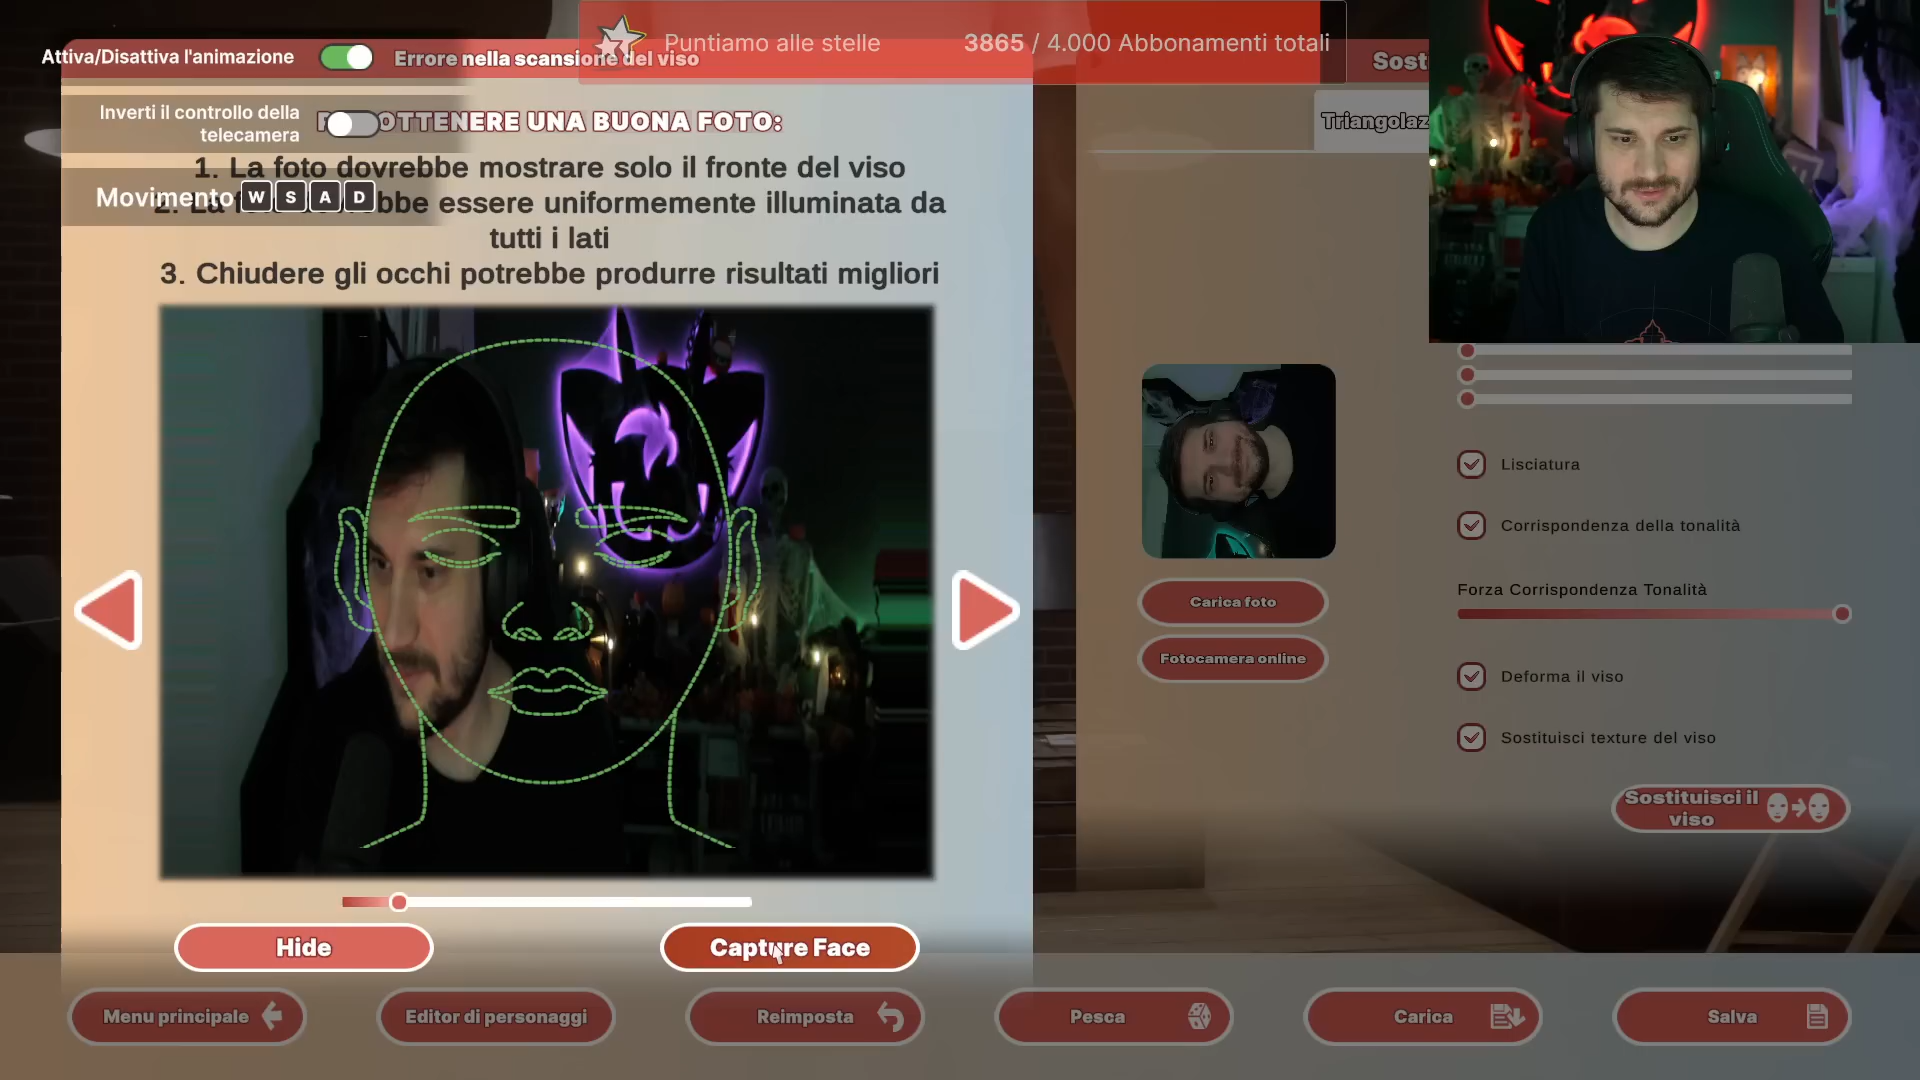 Puntiamo alle stelle
3865 / 4.000 Abbonamenti totali
Attiva/Disattiva l'animazione
Errore nella scansione del viso
Sost
Inverti il controllo della
telecamera
OTTENERE UNA BUONA FOTO:
Triangolaz
1. La foto dovrebbe mostrare solo il fronte del viso
Movimento W S A D
2. La bbe essere uniformemente illuminata da
tutti i lati
3. Chiudere gli occhi potrebbe produrre risultati migliori
Lisciatura
Corrispondenza della tonalità
Forza Corrispondenza Tonalità
Carica foto
Fotocamera online
Deforma il viso
Sostituisci texture del viso
Sostituisci il
viso
Hide
Capture Face
Menu principale
Editor di personaggi
Reimposta
Pesca
Carica
Salva